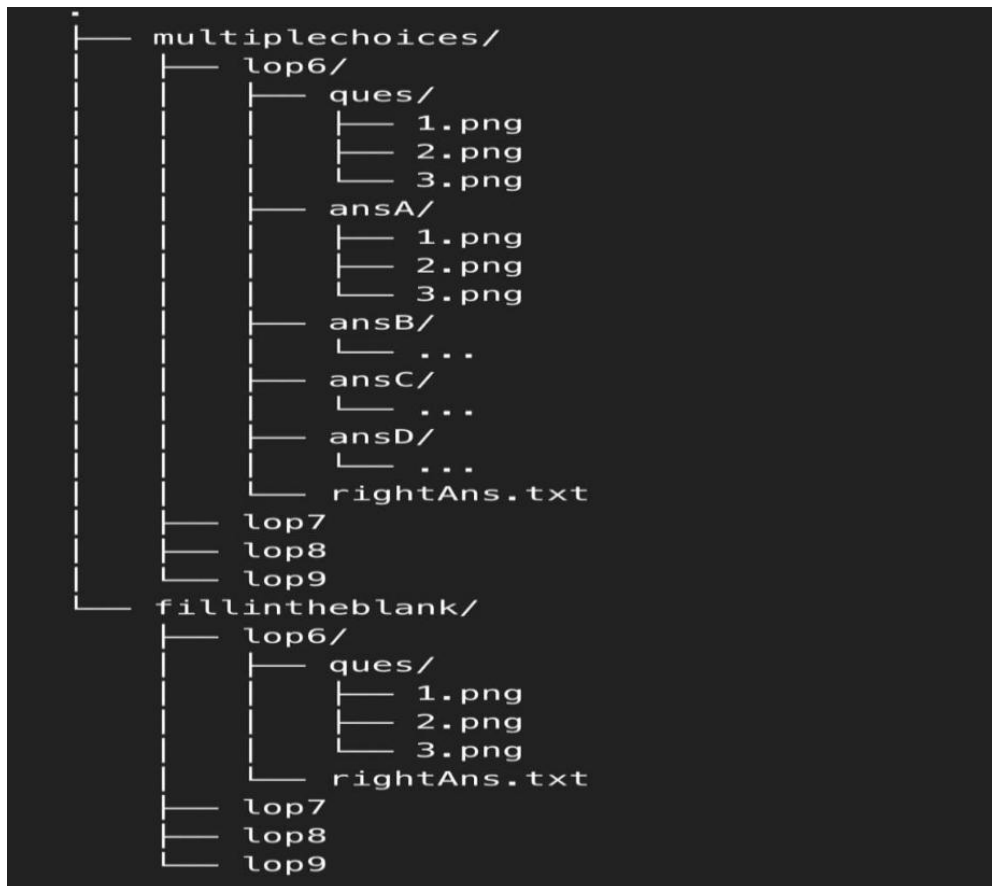 .
├── multiplechoices/
│   ├── lop6/
│   │   ├── ques/
│   │   │   ├── 1.png
│   │   │   ├── 2.png
│   │   │   └── 3.png
│   │   ├── ansA/
│   │   │   ├── 1.png
│   │   │   ├── 2.png
│   │   │   └── 3.png
│   │   ├── ansB/
│   │   │   └── ...
│   │   ├── ansC/
│   │   │   └── ...
│   │   ├── ansD/
│   │   │   └── ...
│   │   └── rightAns.txt
│   ├── lop7
│   ├── lop8
│   └── lop9
└── fillintheblank/
    ├── lop6/
    │   ├── ques/
    │   │   ├── 1.png
    │   │   ├── 2.png
    │   │   └── 3.png
    │   └── rightAns.txt
    ├── lop7
    ├── lop8
    └── lop9